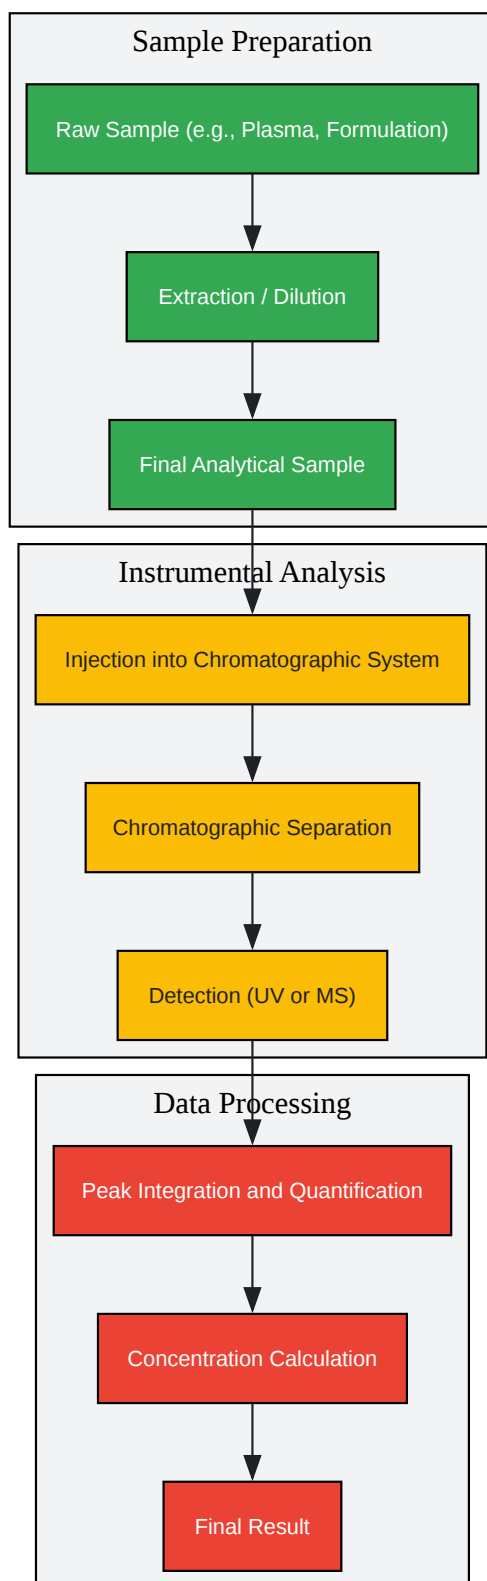 Sample Preparation
Raw Sample (e.g., Plasma, Formulation)
Extraction / Dilution
Final Analytical Sample
Instrumental Analysis
Injection into Chromatographic System
Chromatographic Separation
Detection (UV or MS)
Data Processing
Peak Integration and Quantification
Concentration Calculation
Final Result